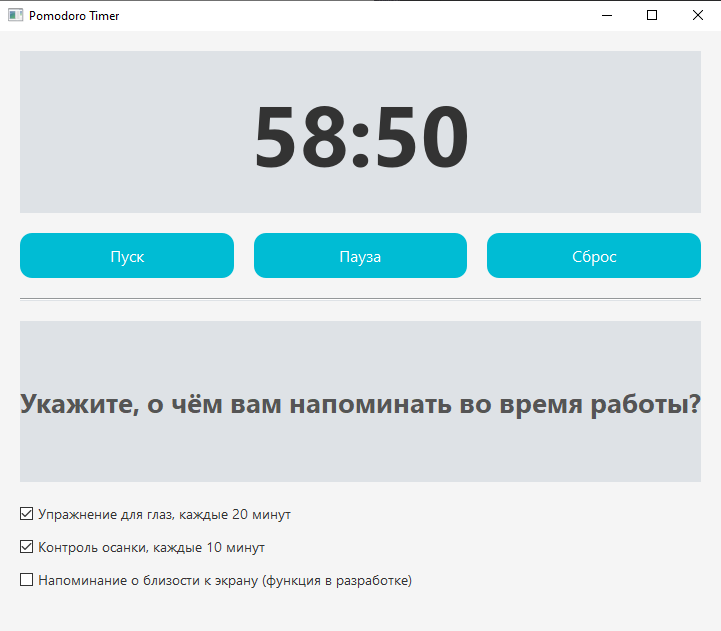 Pomodoro Timer
58:50
Пуск
Пауза
Сброс
Укажите, о чём вам напоминать во время работы?
Упражнение для глаз, каждые 20 минут
Контроль осанки, каждые 10 минут
Напоминание о близости к экрану (функция в разработке)